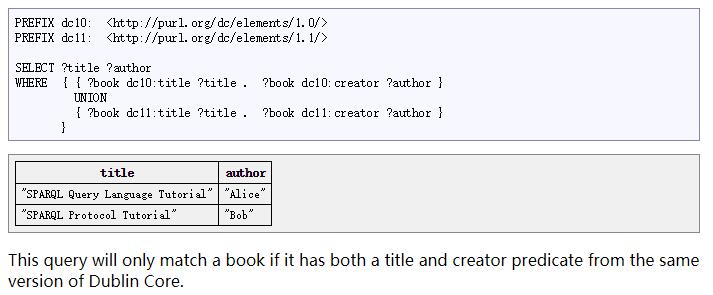 PREFIX dc10:  <http://purl.org/dc/elements/1.0/>
PREFIX dc11:  <http://purl.org/dc/elements/1.1/>
SELECT ?title ?author
WHERE  { { ?book dc10:title ?title .  ?book dc10:creator ?author }
UNION
{ ?book dc11:title ?title .  ?book dc11:creator ?author }
}
title author
"SPARQL Query Language Tutorial" "Alice"
"SPARQL Protocol Tutorial" "Bob"
This query will only match a book if it has both a title and creator predicate from the same
version of Dublin Core.